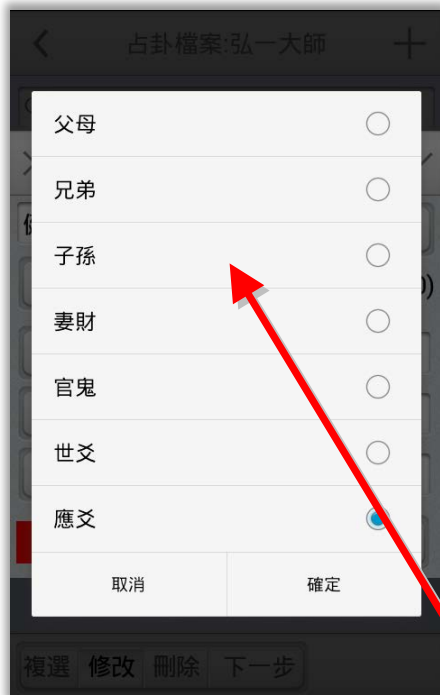 占卦檔案:弘一大師
父母
兄弟
子孫
妻財
官鬼
世爻
應爻
取消
確定
複選 修改 刪除 下一步